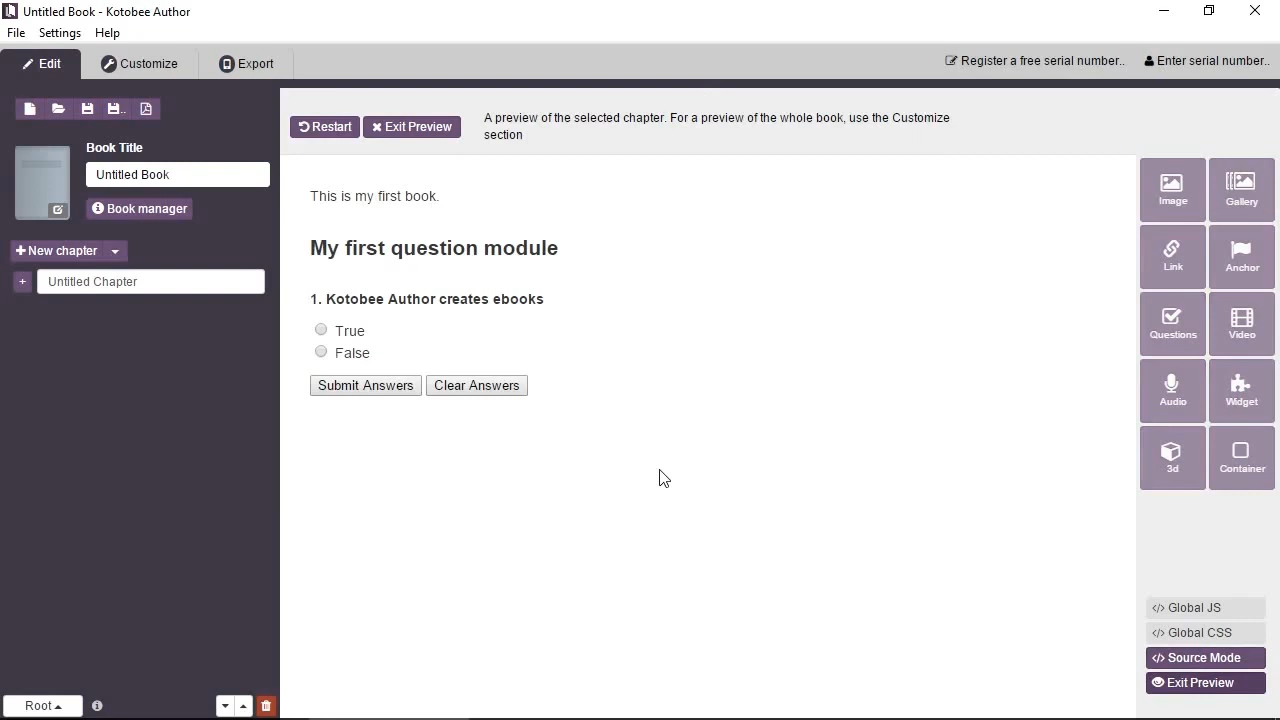 Untitled Book - Kotobee Author
File Settings Help
Edit Customize Export
Register a free serial number.. Enter serial number..
Book Title
Untitled Book
Book manager
New chapter
+ Untitled Chapter
Restart Exit Preview
A preview of the selected chapter. For a preview of the whole book, use the Customize
section
This is my first book.
My first question module
1. Kotobee Author creates ebooks
True
False
Submit Answers Clear Answers
Image Gallery
Link Anchor
Questions Video
Audio Widget
3d Container
</> Global JS
</> Global CSS
</> Source Mode
Exit Preview
Root